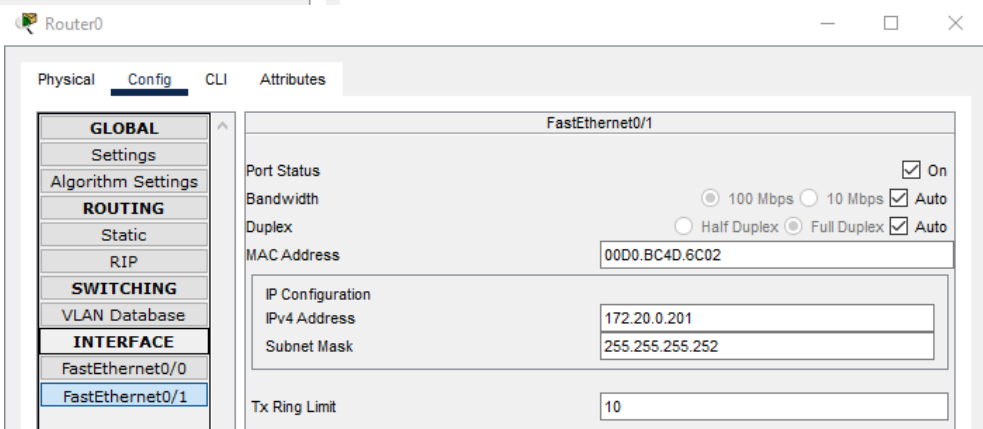 Router0
Physical Config CLI Attributes
GLOBAL
Settings
Algorithm Settings
ROUTING
Static
RIP
SWITCHING
VLAN Database
INTERFACE
FastEthernet0/0
FastEthernet0/1
FastEthernet0/1
Port Status On
Bandwidth 100 Mbps 10 Mbps Auto
Duplex Half Duplex Full Duplex Auto
MAC Address 00D0.BC4D.6C02
IP Configuration
IPv4 Address 172.20.0.201
Subnet Mask 255.255.255.252
Tx Ring Limit 10